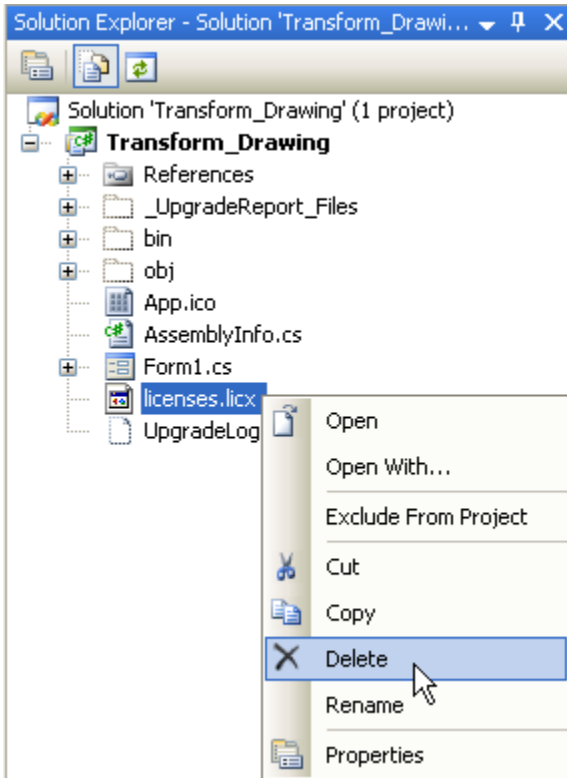 Solution Explorer - Solution 'Transform_Drawi...
Solution 'Transform_Drawing' (1 project)
Transform_Drawing
References
_UpgradeReport_Files
bin
obj
App.ico
AssemblyInfo.cs
Form1.cs
licenses.licx
UpgradeLog
Open
Open With...
Exclude From Project
Cut
Copy
Delete
Rename
Properties